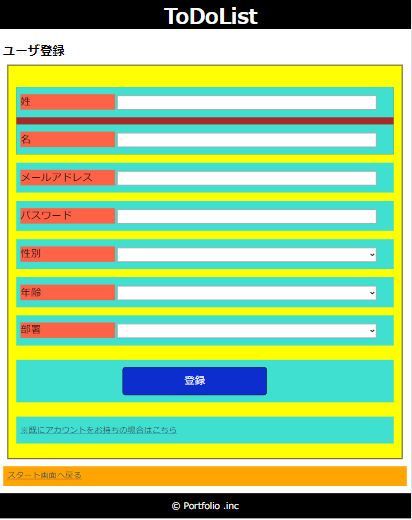 ToDoList
ユーザ登録
姓
名
メールアドレス
パスワード
性別
年齢
部署
登録
※既にアカウントをお持ちの場合はこちら
スタート画面へ戻る
© Portfolio .inc